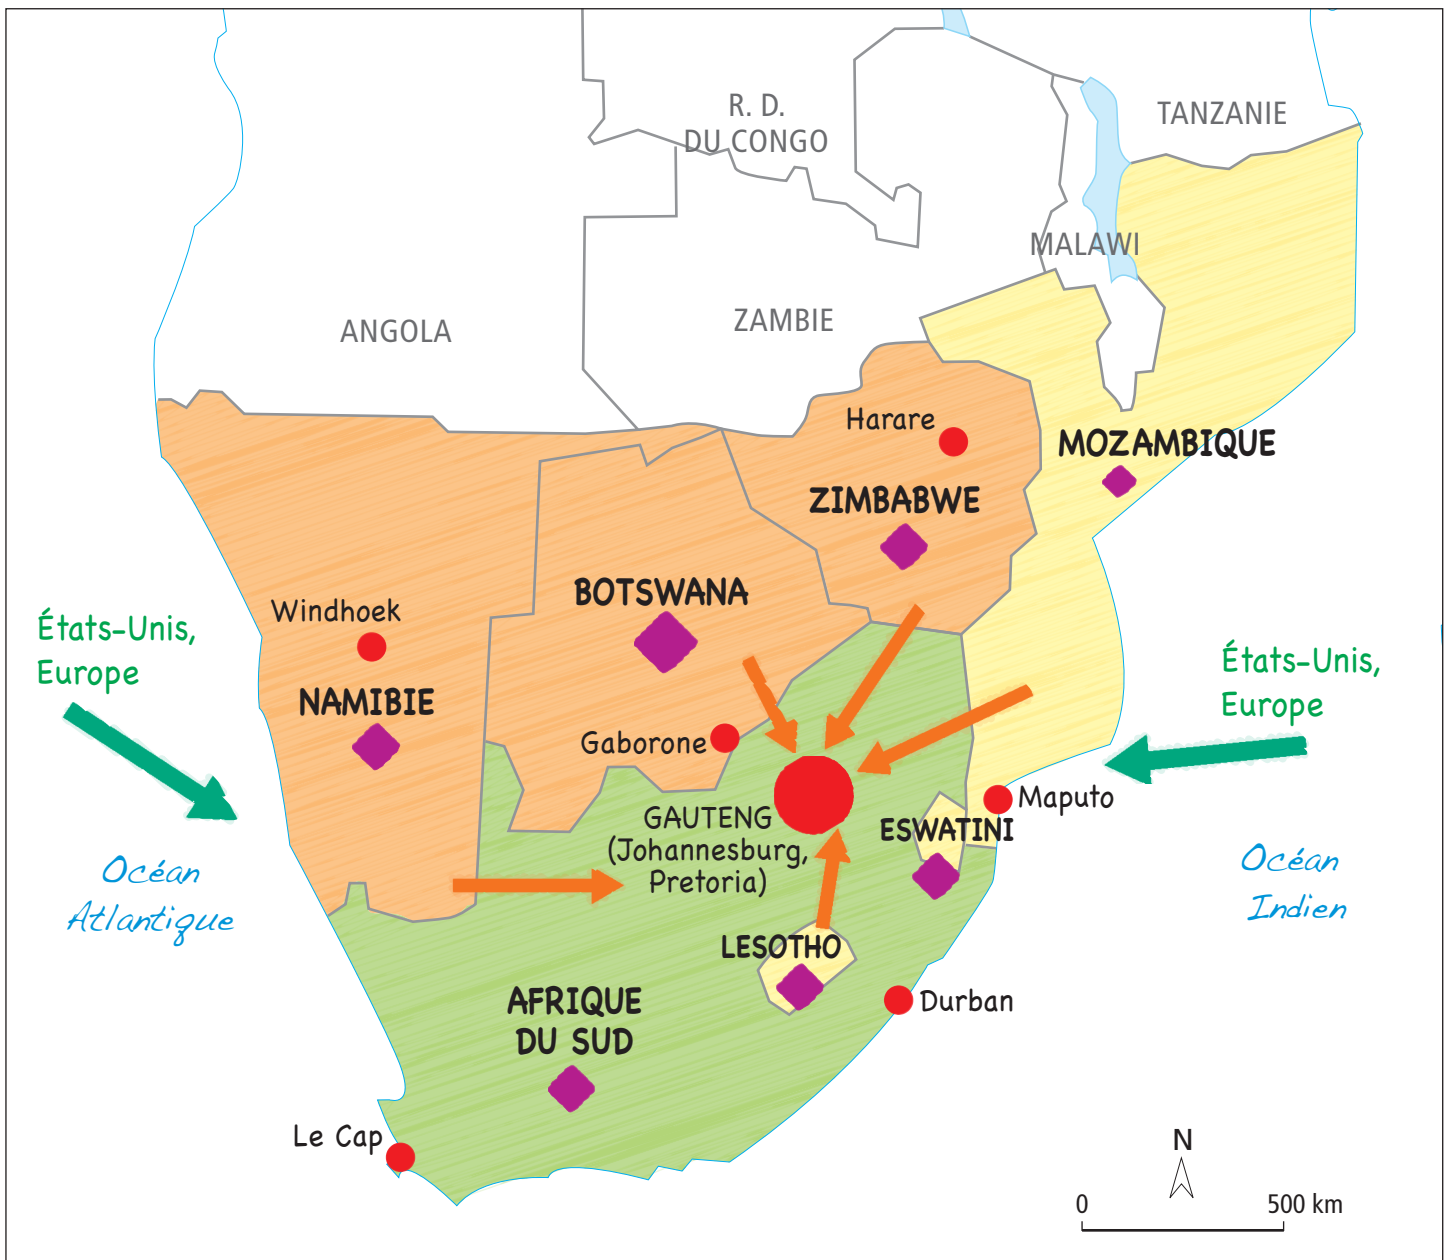 R. D.
DU CONGO
TANZANIE
MALAWI
ANGOLA
ZAMBIE
Harare
MOZAMBIQUE
ZIMBABWE
BOTSWANA
Windhoek
États-Unis,
Europe
NAMIBIE
États-Unis,
Europe
Gaborone
Maputo
GAUTENG
(Johannesburg,
Pretoria)
ESWATINI
Océan
Atlantique
Océan
Indien
LESOTHO
AFRIQUE
DU SUD
Durban
Le Cap
N
0 500 km